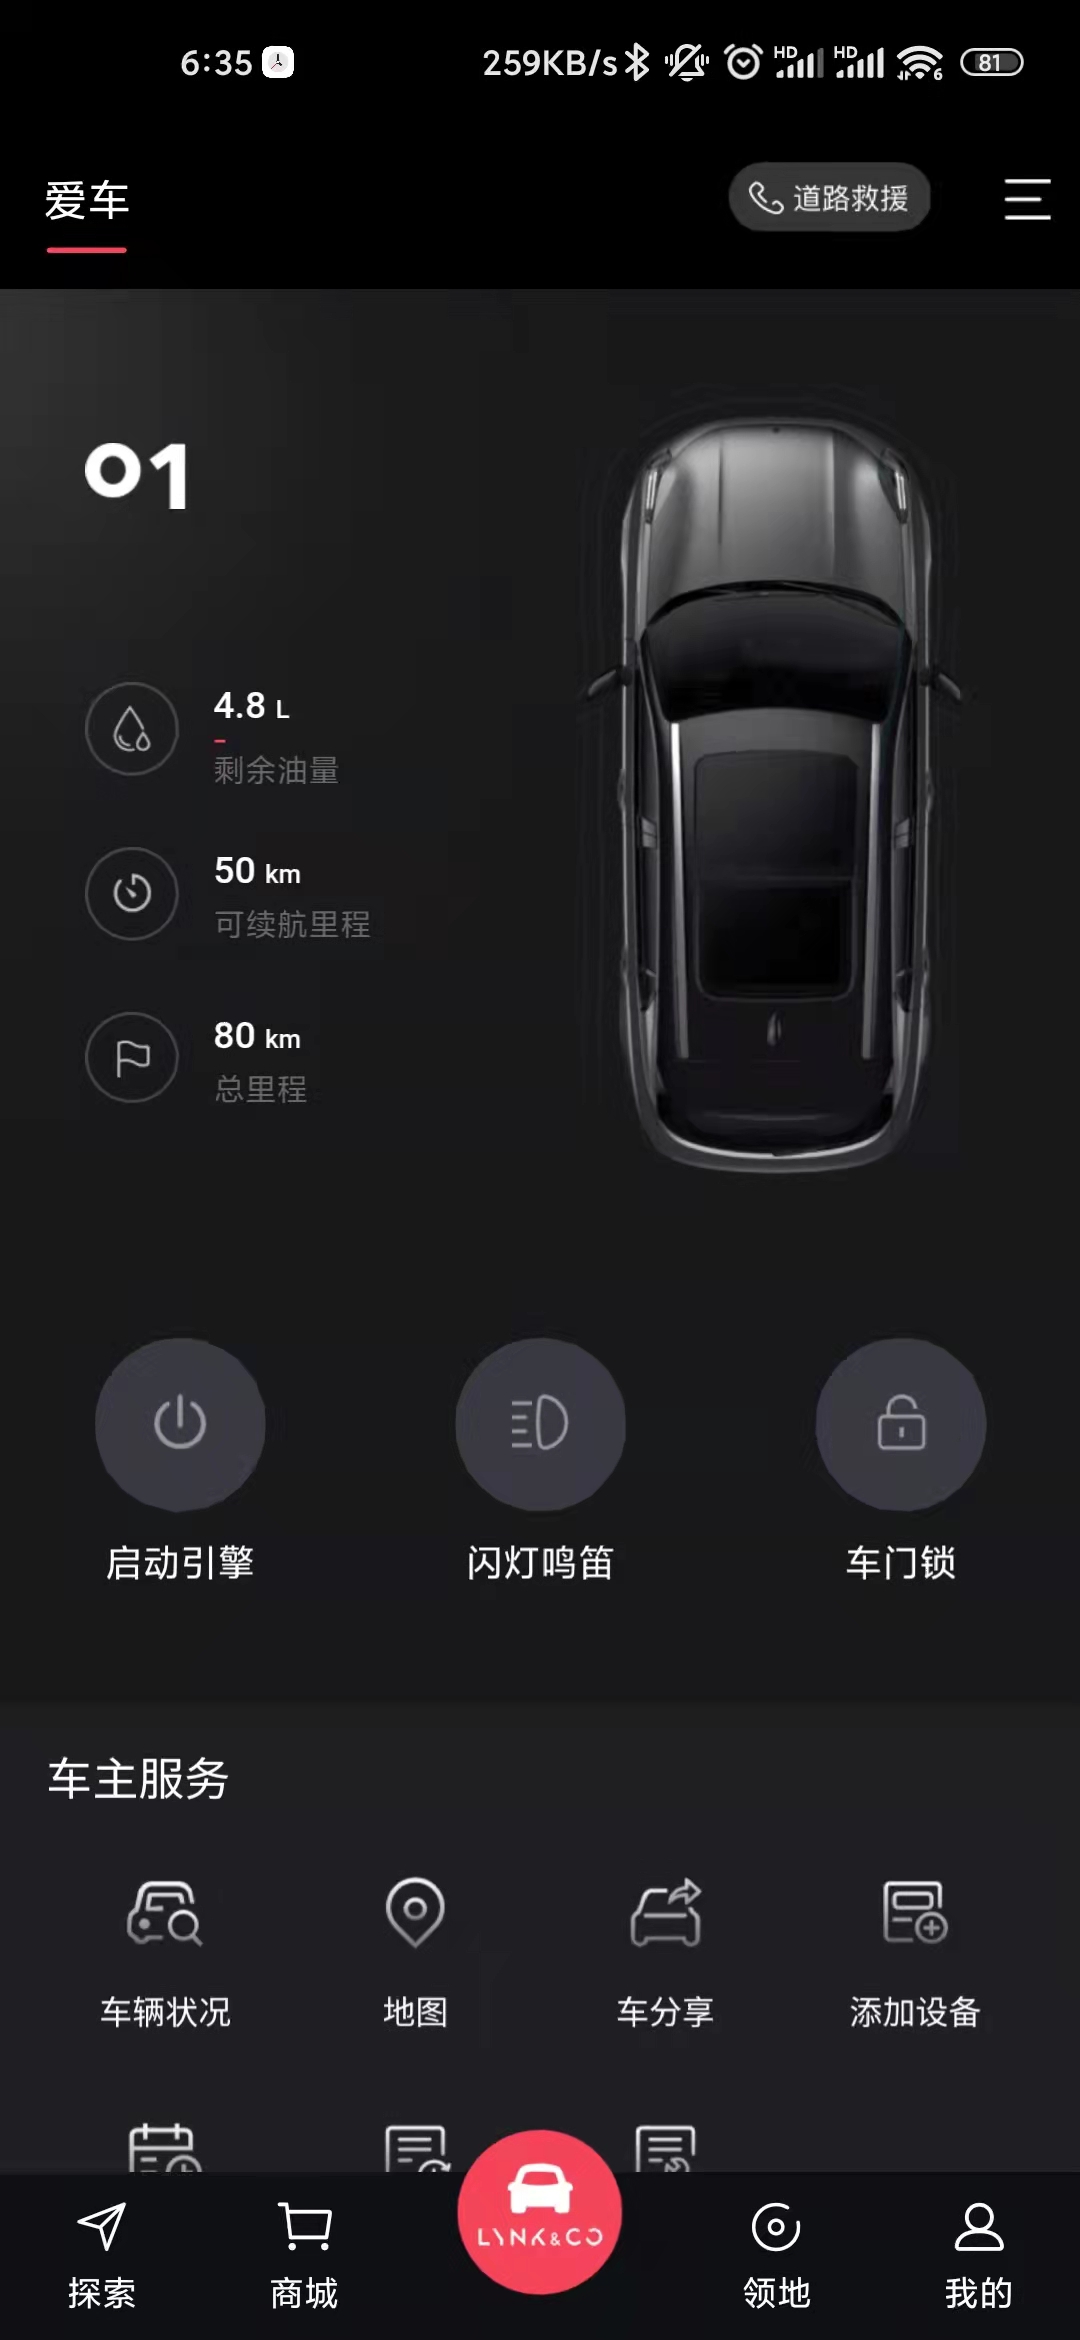 6:35 259KB/s HD HD 6 81
爱车 道路救援
01
4.8 L
剩余油量
50 km
可续航里程
80 km
总里程
启动引擎 闪灯鸣笛 车门锁
车主服务
车辆状况 地图 车分享 添加设备
LYNK&CO
探索 商城 领地 我的